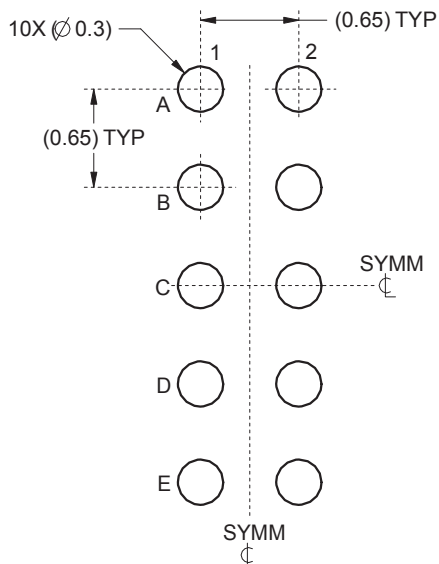 (0.65) TYP
10X (∅ 0.3)
1
2
A
(0.65) TYP
B
SYMM
℄
C
D
E
SYMM
℄